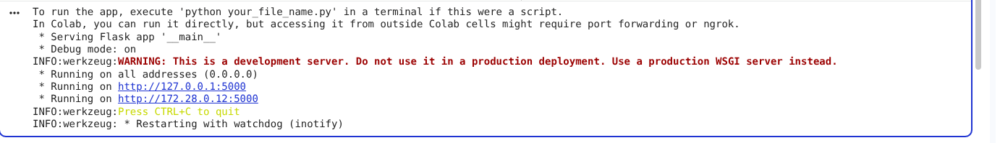 To run the app, execute 'python your_file_name.py' in a terminal if this were a script.
In Colab, you can run it directly, but accessing it from outside Colab cells might require port forwarding or ngrok.
 * Serving Flask app '__main__'
 * Debug mode: on
INFO:werkzeug:WARNING: This is a development server. Do not use it in a production deployment. Use a production WSGI server instead.
 * Running on all addresses (0.0.0.0)
 * Running on http://127.0.0.1:5000
 * Running on http://172.28.0.12:5000
INFO:werkzeug:Press CTRL+C to quit
INFO:werkzeug: * Restarting with watchdog (inotify)